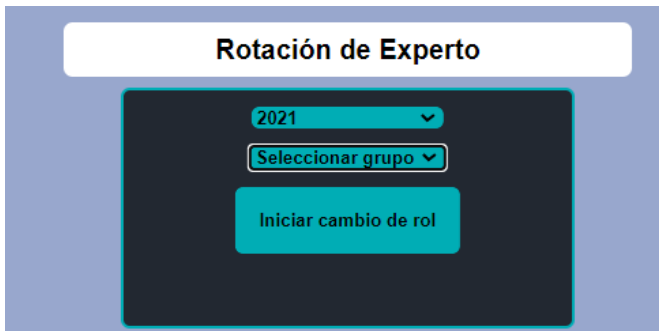 Rotación de Experto
2021
Seleccionar grupo
Iniciar cambio de rol